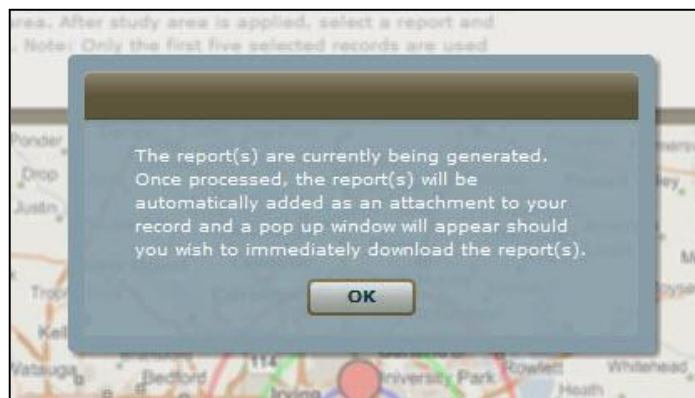 area. After study area is applied, select a report and
. Note: Only the first five selected records are used
Ponder
Drop
Justin
The report(s) are currently being generated.
Once processed, the report(s) will be
automatically added as an attachment to your
record and a pop up window will appear should
you wish to immediately download the report(s).
OK
114
Watauga
Bedford
Irving
University Park
Rowlett
Heath
Whitehead